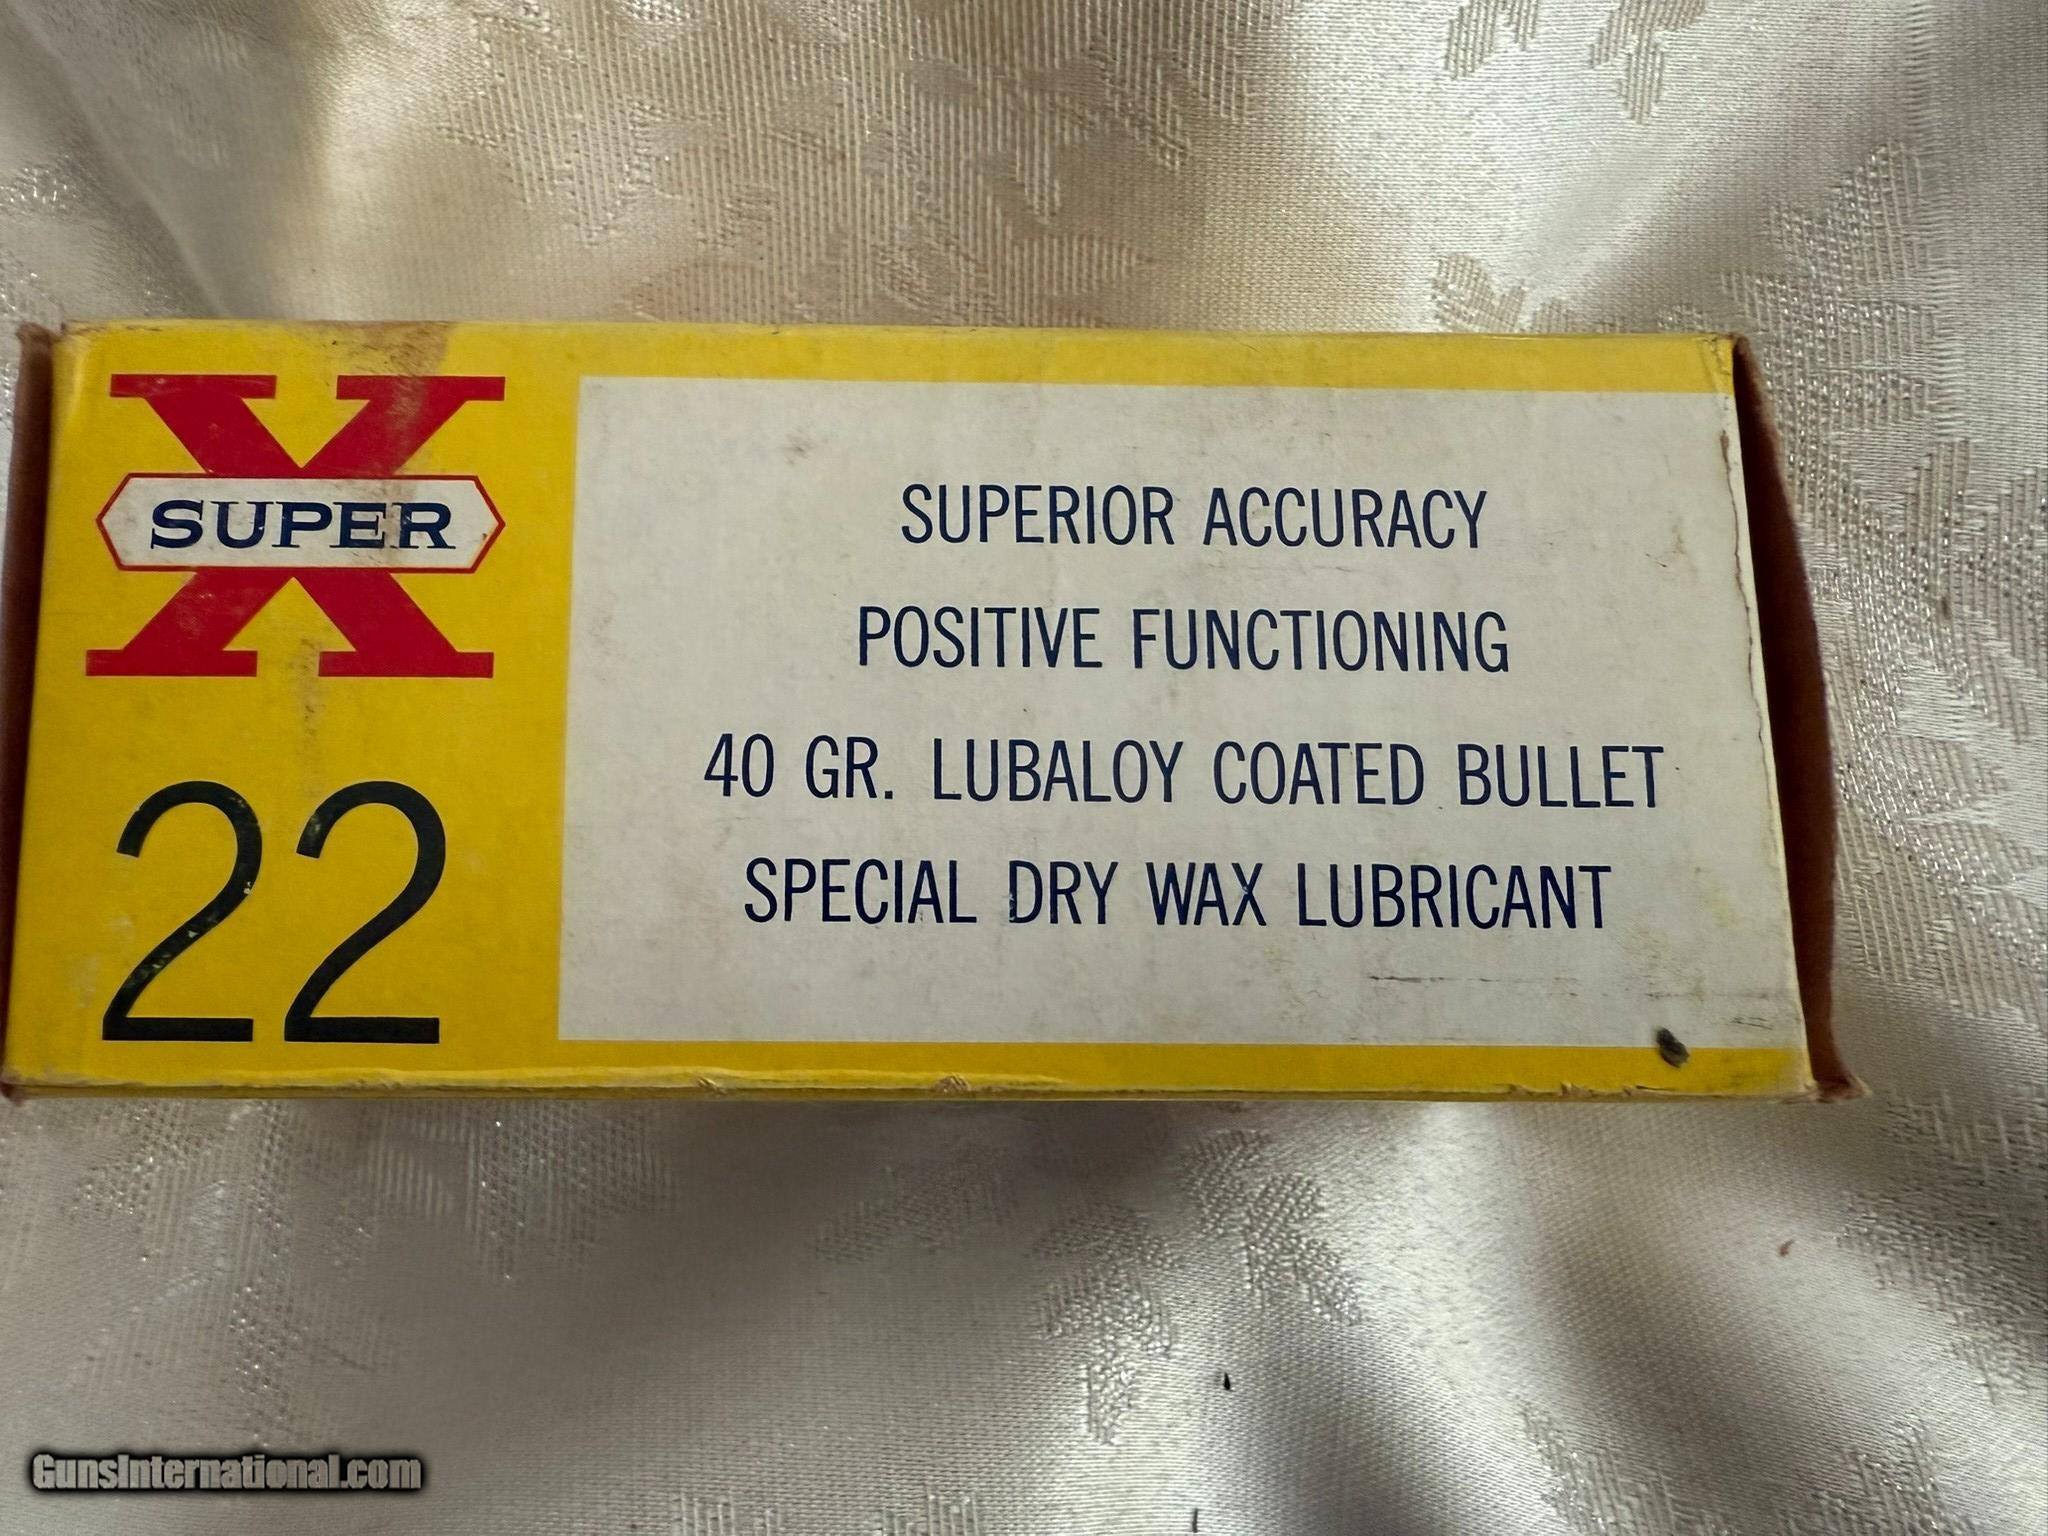 X
SUPER
22
SUPERIOR ACCURACY
POSITIVE FUNCTIONING
40 GR. LUBALOY COATED BULLET
SPECIAL DRY WAX LUBRICANT
GunsInternational.com